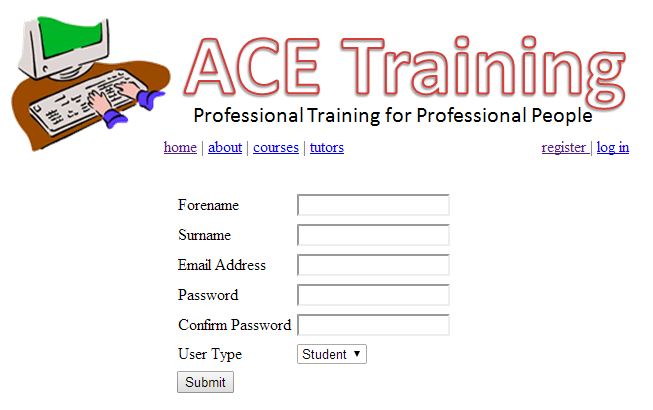 ACE Training
Professional Training for Professional People
home | about | courses | tutors register | log in
Forename
Surname
Email Address
Password
Confirm Password
User Type Student ▼
Submit